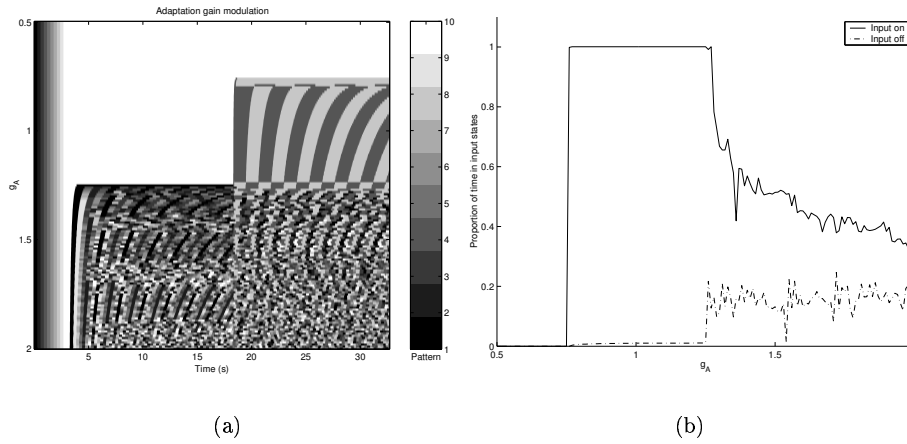 Adaptation gain modulation
0.5
1
1.5
2
g_A
5
10
15
20
25
30
Time (s)
10
9
8
7
6
5
4
3
2
1
Pattern
(a)
Input on
Input off
1
0.8
0.6
0.4
0.2
0
Proportion of time in input states
0.5
1
1.5
g_A
(b)